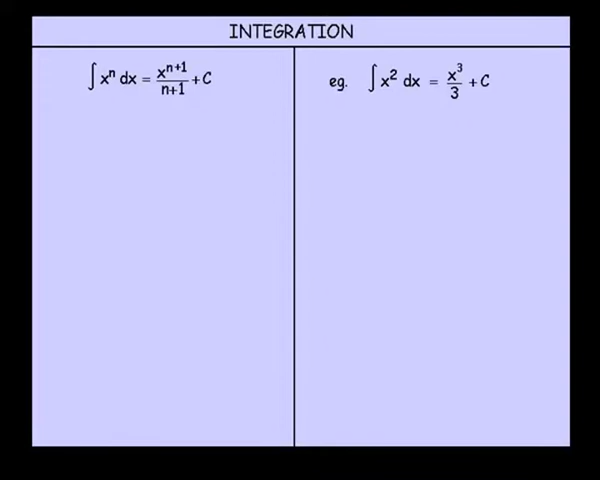 INTEGRATION
∫ xⁿ dx = xⁿ⁺¹/n+1 + C
eg. ∫ x² dx = x³/3 + C